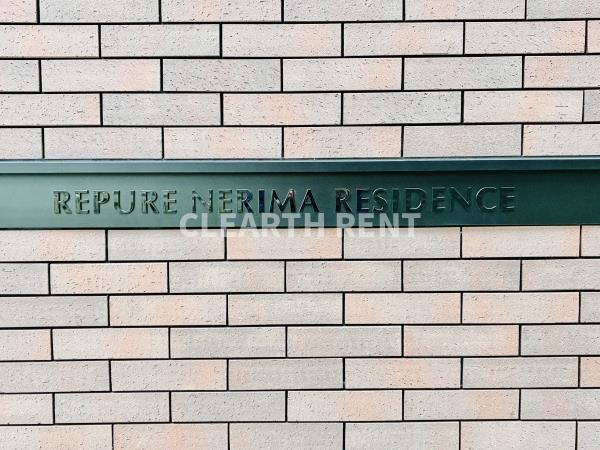 REPURE NERIMA RESIDENCE
CLEARTH RENT